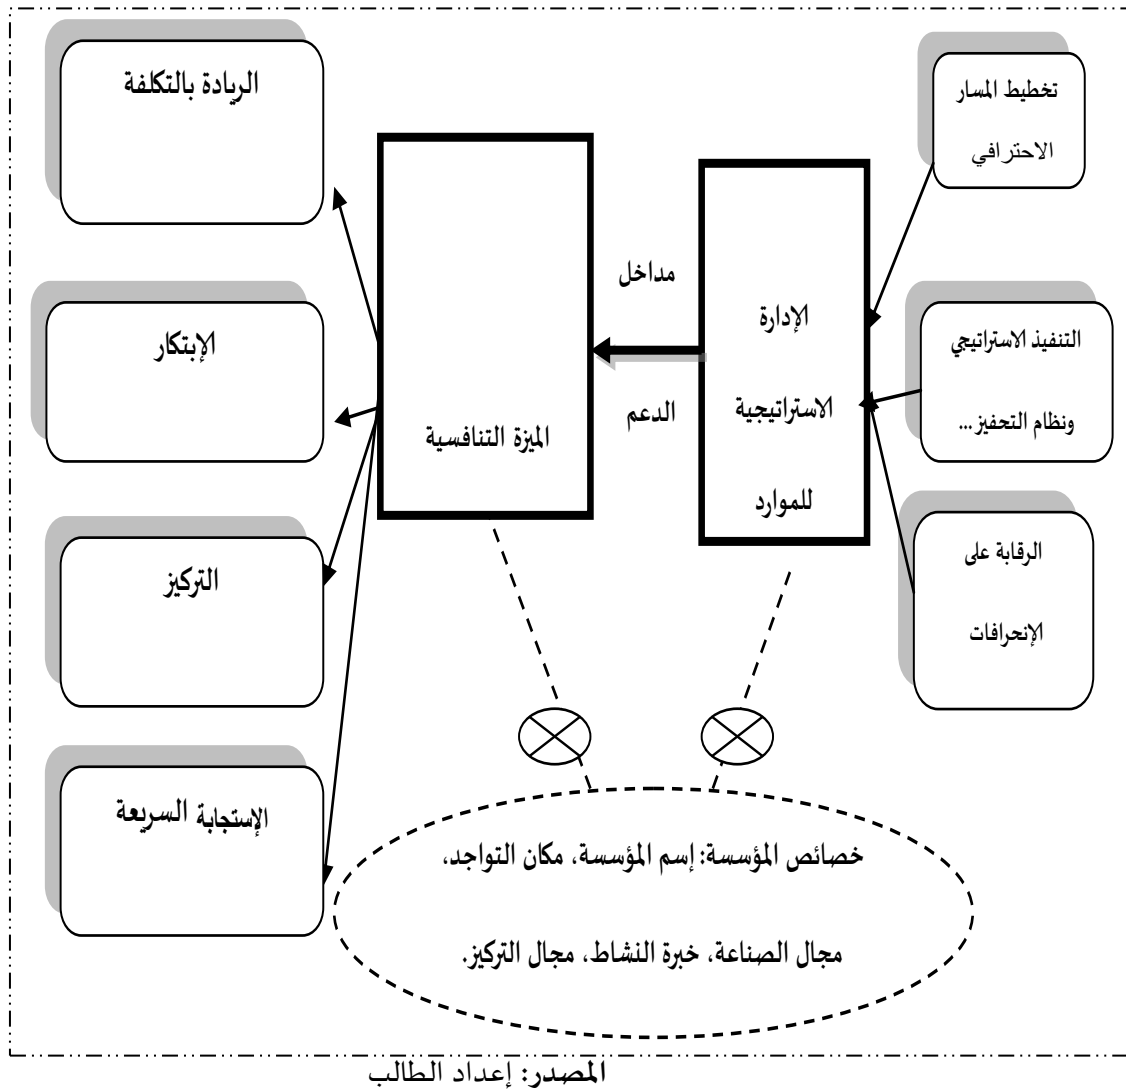 تخطيط المسار
الاحترافي
التنفيذ الاستراتيجي
ونظام التحفيز...
الرقابة على
الإنحرافات
الإدارة
الاستراتيجية
للموارد
مداخل
الدعم
الميزة التنافسية
الريادة بالتكلفة
الإبتكار
التركيز
الإستجابة السريعة
خصائص المؤسسة: إسم المؤسسة، مكان التواجد،
مجال الصناعة، خبرة النشاط، مجال التركيز.
المصدر: إعداد الطالب